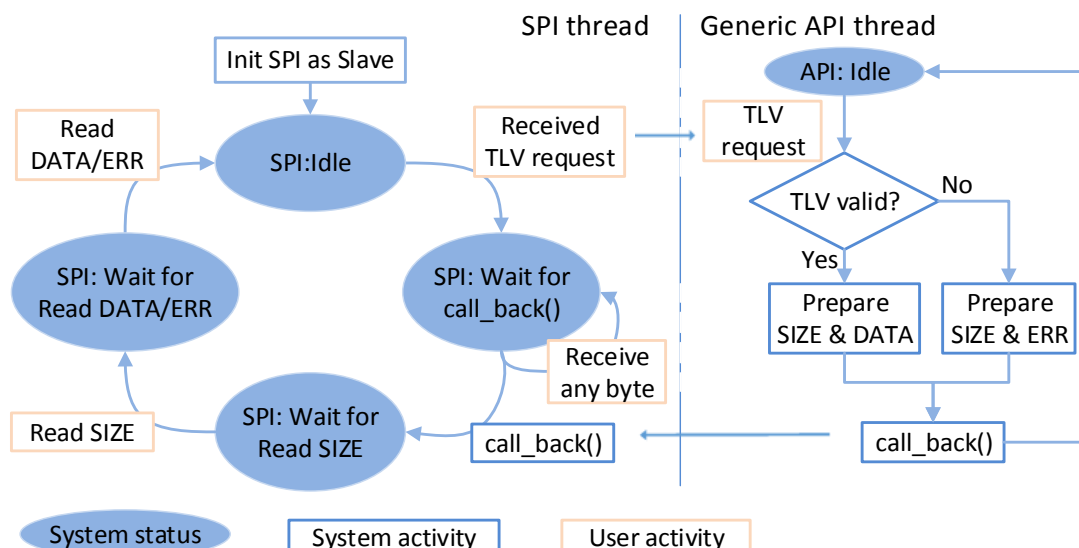 SPI thread
Generic API thread
Init SPI as Slave
API: Idle
Read
DATA/ERR
SPI:Idle
Received
TLV request
TLV
request
TLV valid?
No
Yes
SPI: Wait for
Read DATA/ERR
SPI: Wait for
call_back()
Prepare
SIZE & DATA
Prepare
SIZE & ERR
Receive
any byte
Read SIZE
SPI: Wait for
Read SIZE
call_back()
call_back()
System status
System activity
User activity